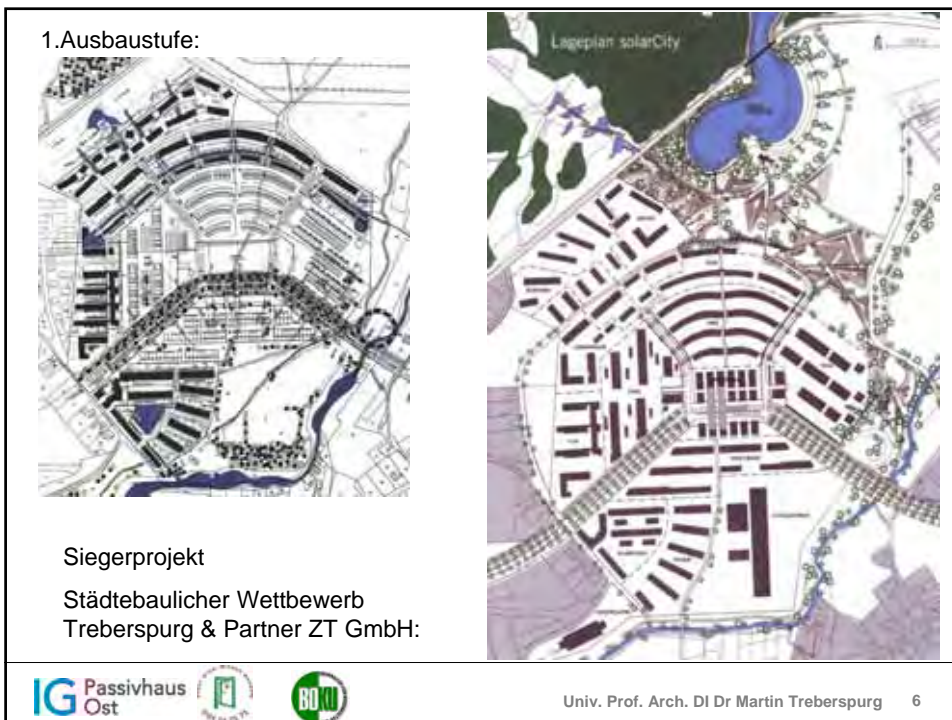 1.Ausbaustufe:
Lageplan solarCity
Siegerprojekt
Städtebaulicher Wettbewerb
Treberspurg & Partner ZT GmbH:
IG Passivhaus
Ost
BOKU
Univ. Prof. Arch. DI Dr Martin Treberspurg 6